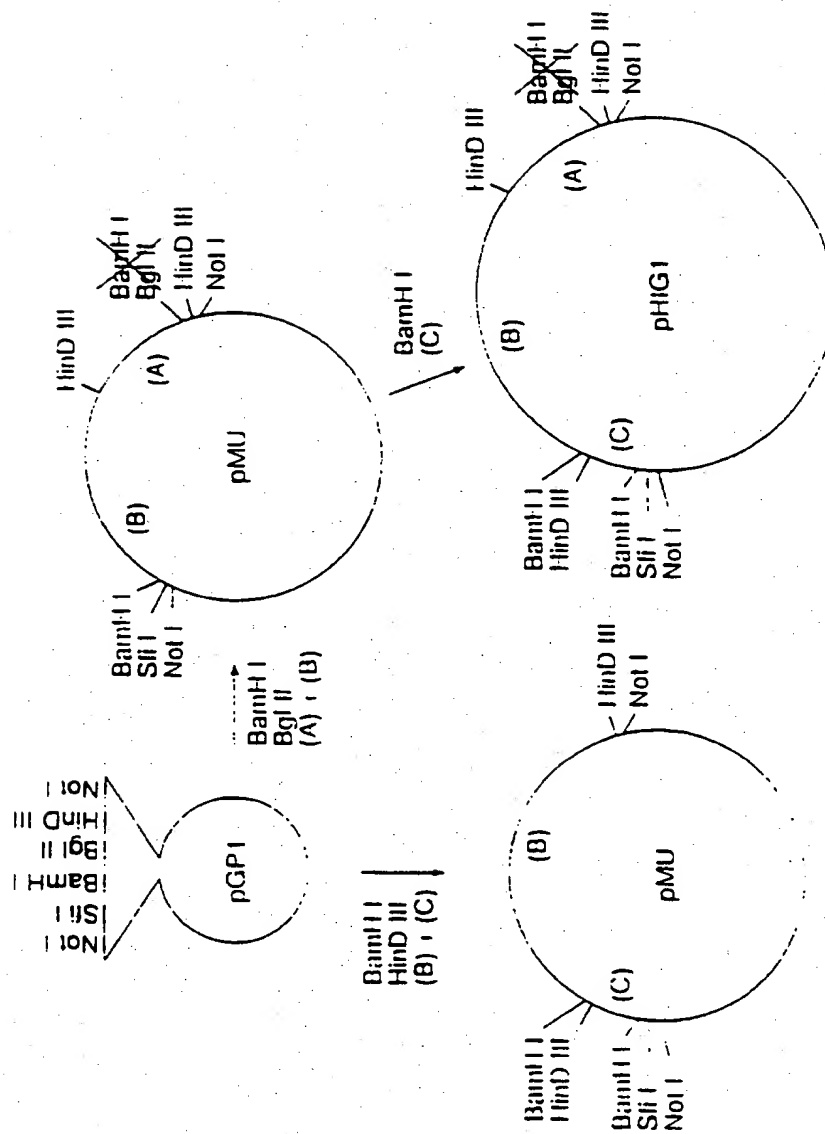 Not I
Sfi I
BamH I
Bgl II
HinD III
Not I
pGP1
BamH I
Bgl II
(A) + (B)
BamH I
Sfi I
Not I
(B)
HinD III
(A)
BamH I
Bgl II
HinD III
Not I
pMU
BamH I
HinD III
(B) + (C)
BamH I
HinD III
(C)
BamH I
Sfi I
Not I
(B)
HinD III
Not I
pMU
BamH I
(C)
BamH I
HinD III
(C)
BamH I
Sfi I
Not I
(B)
HinD III
(A)
BamH I
Bgl II
HinD III
Not I
pHIG1